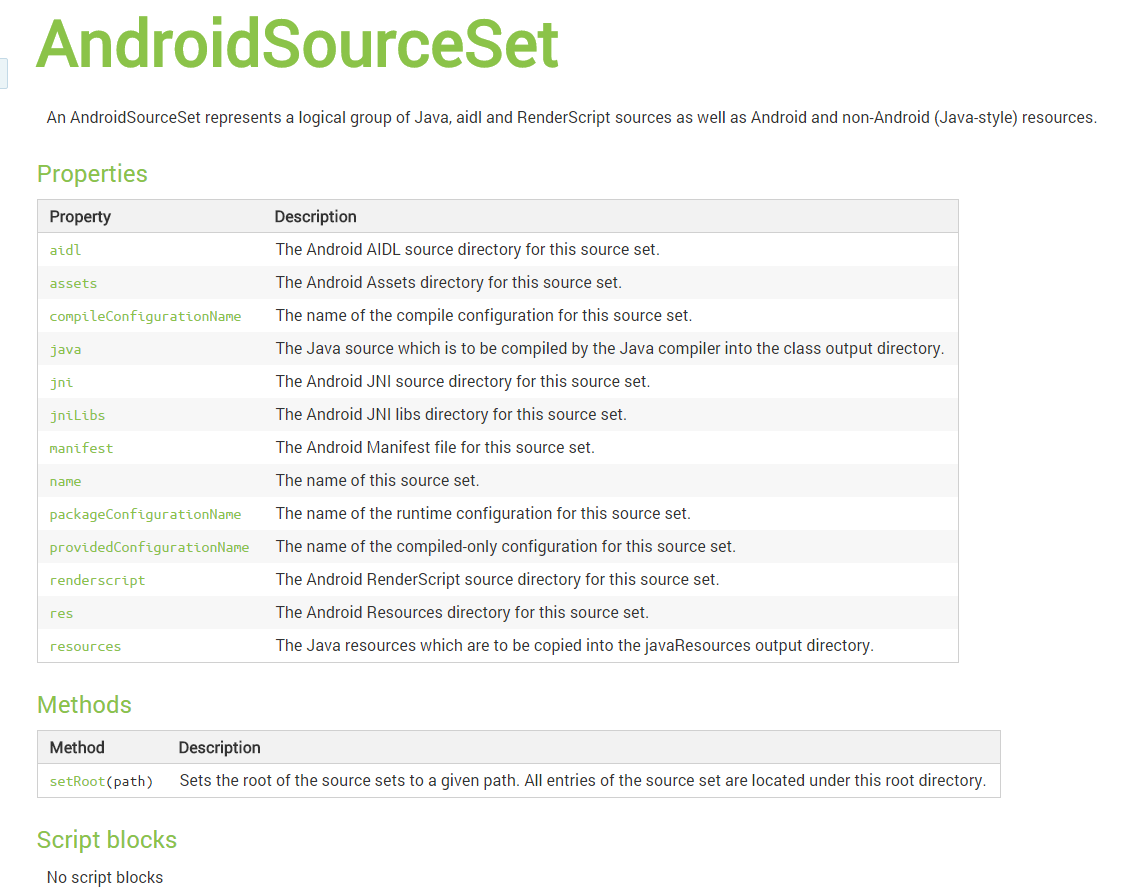 AndroidSourceSet
An AndroidSourceSet represents a logical group of Java, aidl and RenderScript sources as well as Android and non-Android (Java-style) resources.
Properties
Property Description
aidl The Android AIDL source directory for this source set.
assets The Android Assets directory for this source set.
compileConfigurationName The name of the compile configuration for this source set.
java The Java source which is to be compiled by the Java compiler into the class output directory.
jni The Android JNI source directory for this source set.
jniLibs The Android JNI libs directory for this source set.
manifest The Android Manifest file for this source set.
name The name of this source set.
packageConfigurationName The name of the runtime configuration for this source set.
providedConfigurationName The name of the compiled-only configuration for this source set.
renderscript The Android RenderScript source directory for this source set.
res The Android Resources directory for this source set.
resources The Java resources which are to be copied into the javaResources output directory.
Methods
Method Description
setRoot(path) Sets the root of the source sets to a given path. All entries of the source set are located under this root directory.
Script blocks
No script blocks